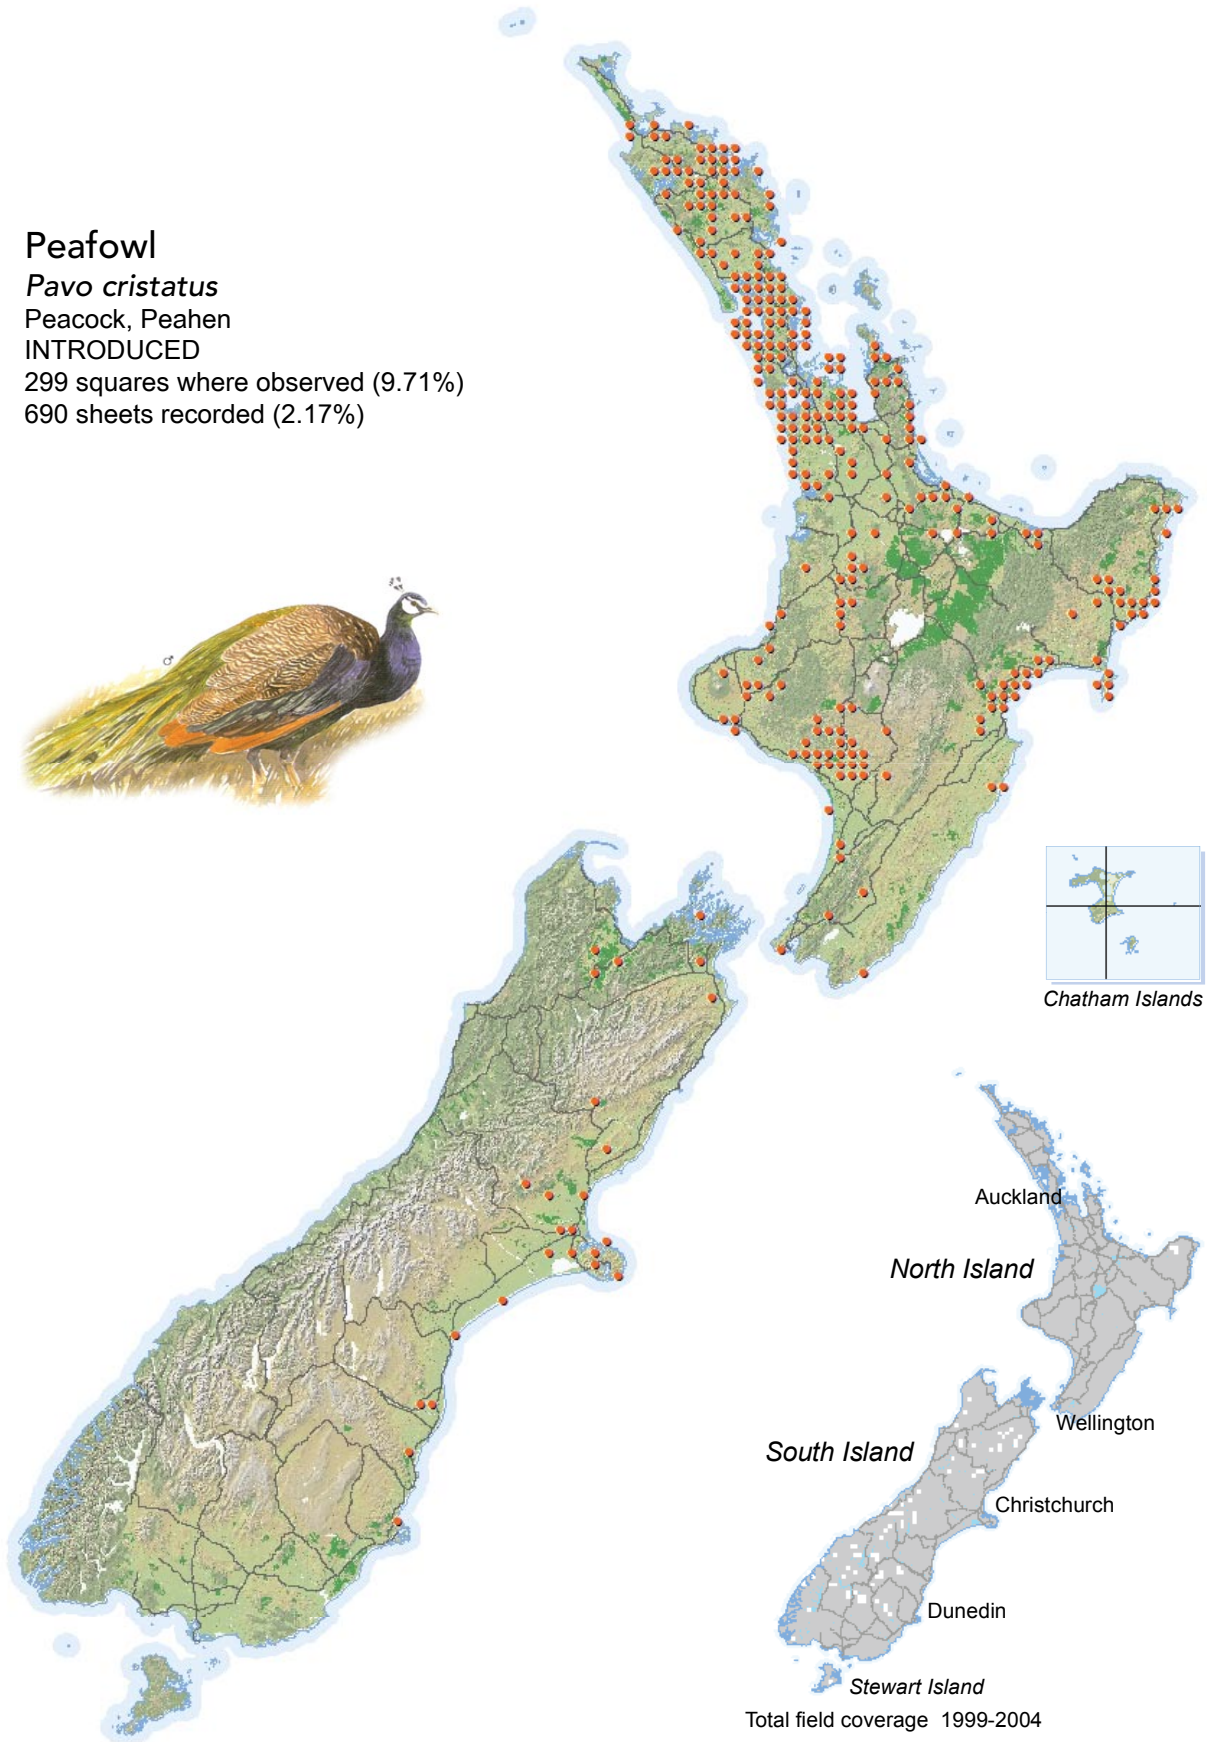 Peafowl
Pavo cristatus
Peacock, Peahen
INTRODUCED
299 squares where observed (9.71%)
690 sheets recorded (2.17%)
♂
Chatham Islands
Auckland
North Island
Wellington
South Island
Christchurch
Dunedin
Stewart Island
Total field coverage 1999-2004